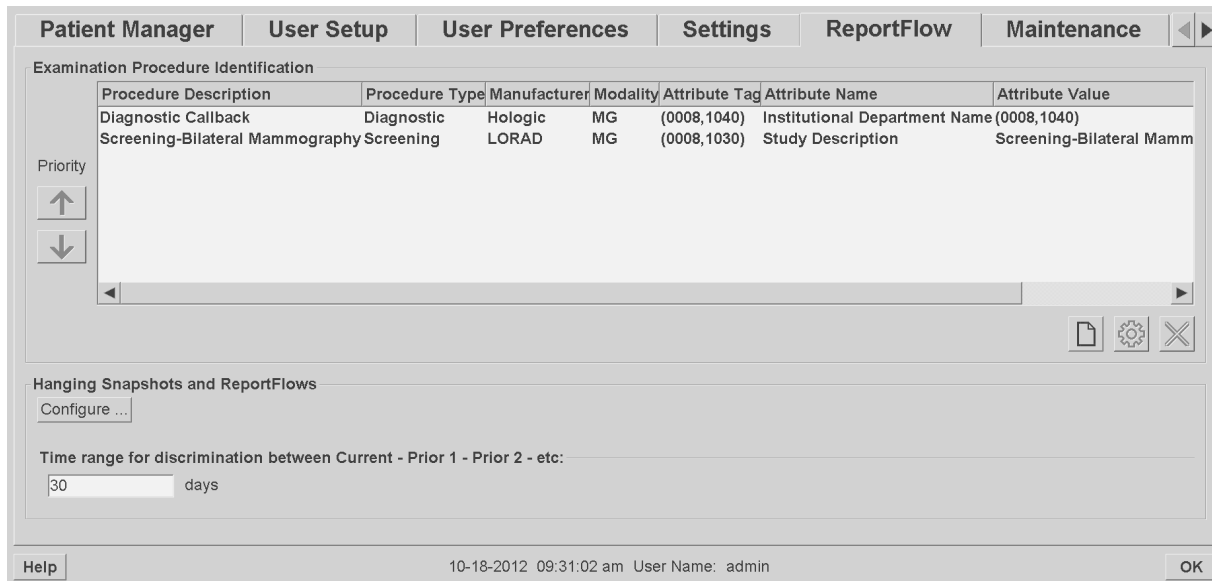 Patient Manager User Setup User Preferences Settings ReportFlow Maintenance
Examination Procedure Identification
Procedure Description Procedure Type Manufacturer Modality Attribute Tag Attribute Name Attribute Value
Diagnostic Callback Diagnostic Hologic MG (0008,1040) Institutional Department Name (0008,1040)
Screening-Bilateral Mammography Screening LORAD MG (0008,1030) Study Description Screening-Bilateral Mamm
Priority
Hanging Snapshots and ReportFlows
Configure ...
Time range for discrimination between Current - Prior 1 - Prior 2 - etc:
30 days
Help 10-18-2012 09:31:02 am User Name: admin OK